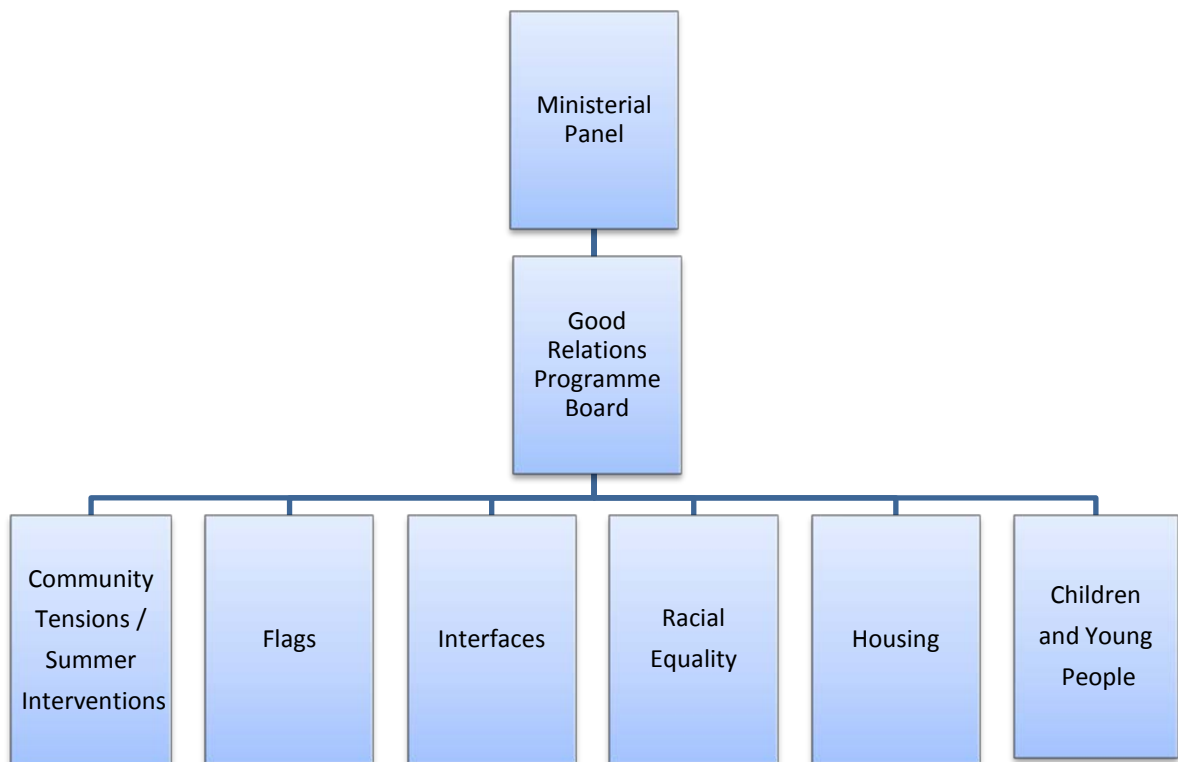 Ministerial
Panel
Good
Relations
Programme
Board
Community
Tensions /
Summer
Interventions
Flags
Interfaces
Racial
Equality
Housing
Children
and Young
People